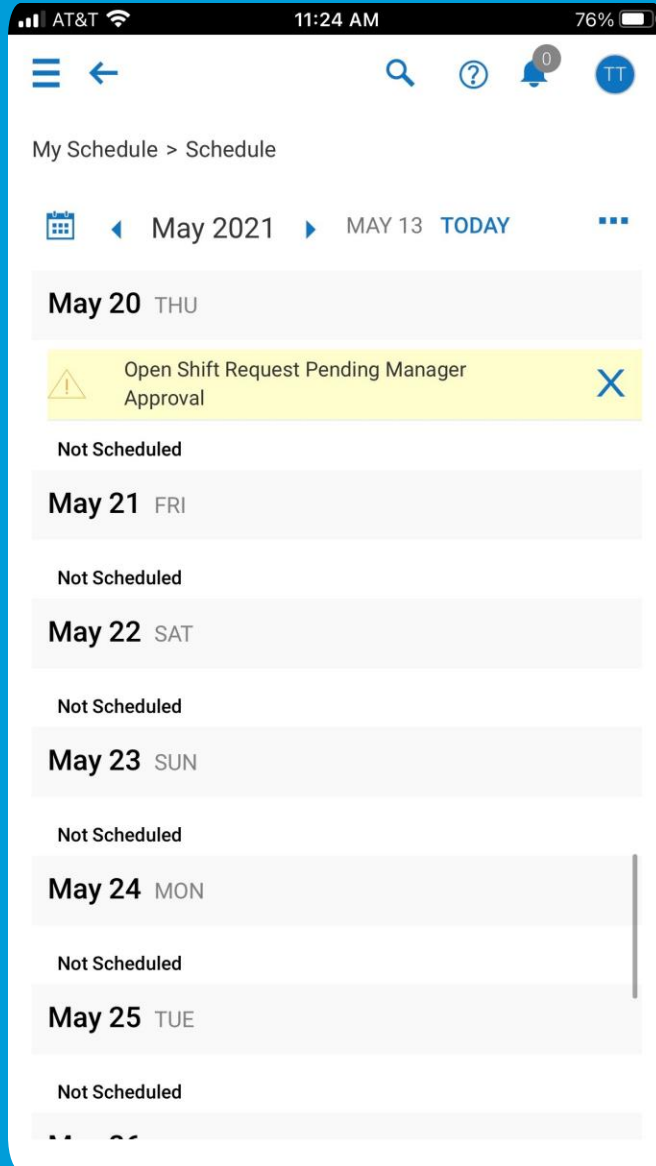 AT&T 11:24 AM 76%
0
TT
My Schedule > Schedule
May 2021 MAY 13 TODAY
May 20 THU
Open Shift Request Pending Manager
Approval
Not Scheduled
May 21 FRI
Not Scheduled
May 22 SAT
Not Scheduled
May 23 SUN
Not Scheduled
May 24 MON
Not Scheduled
May 25 TUE
Not Scheduled